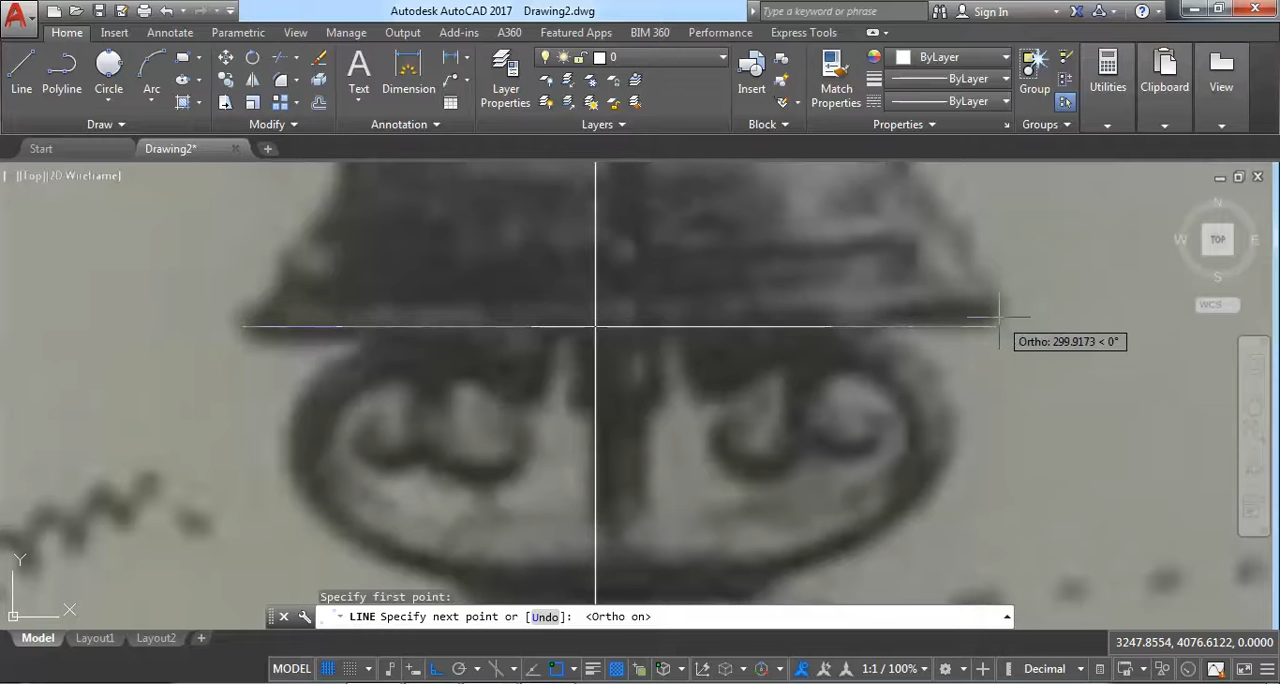 Autodesk AutoCAD 2017 Drawing2.dwg
Type a keyword or phrase
Sign In
Home Insert Annotate Parametric View Manage Output Add-ins A360 Featured Apps BIM 360 Performance Express Tools
Line Polyline Circle Arc
Text Dimension
Layer Properties
0
Insert
Match Properties
ByLayer
ByLayer
ByLayer
Group
Utilities
Clipboard
View
Draw Modify Annotation Layers Block Properties Groups
Start Drawing2*
[Top][2D Wireframe]
N
W TOP E
S
WCS
Ortho: 299.9173 < 0°
Y
X
Specify first point:
LINE Specify next point or [Undo]: <Ortho on>
Model Layout1 Layout2 +
3247.8554, 4076.6122, 0.0000
MODEL 1:1 / 100% Decimal